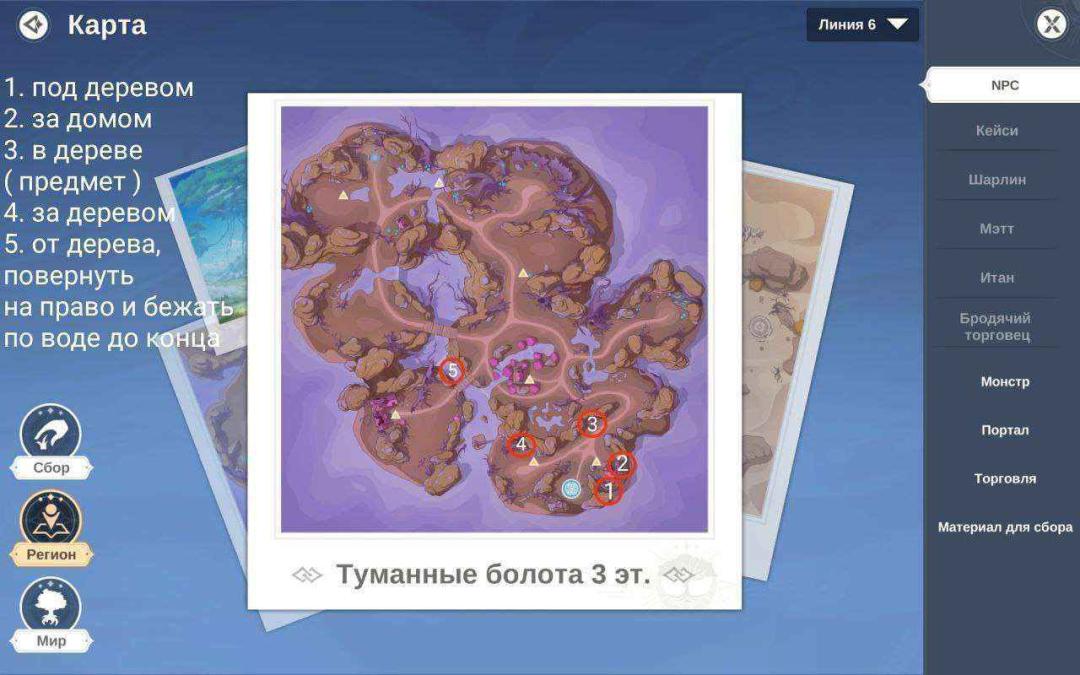 Карта
Линия 6
1. под деревом
2. за домом
3. в дереве
( предмет )
4. за деревом
5. от дерева,
повернуть
на право и бежать
по воде до конца
5
3
4
2
1
Туманные болота 3 эт.
Сбор
Регион
Мир
NPC
Кейси
Шарлин
Мэтт
Итан
Бродячий
торговец
Монстр
Портал
Торговля
Материал для сбора